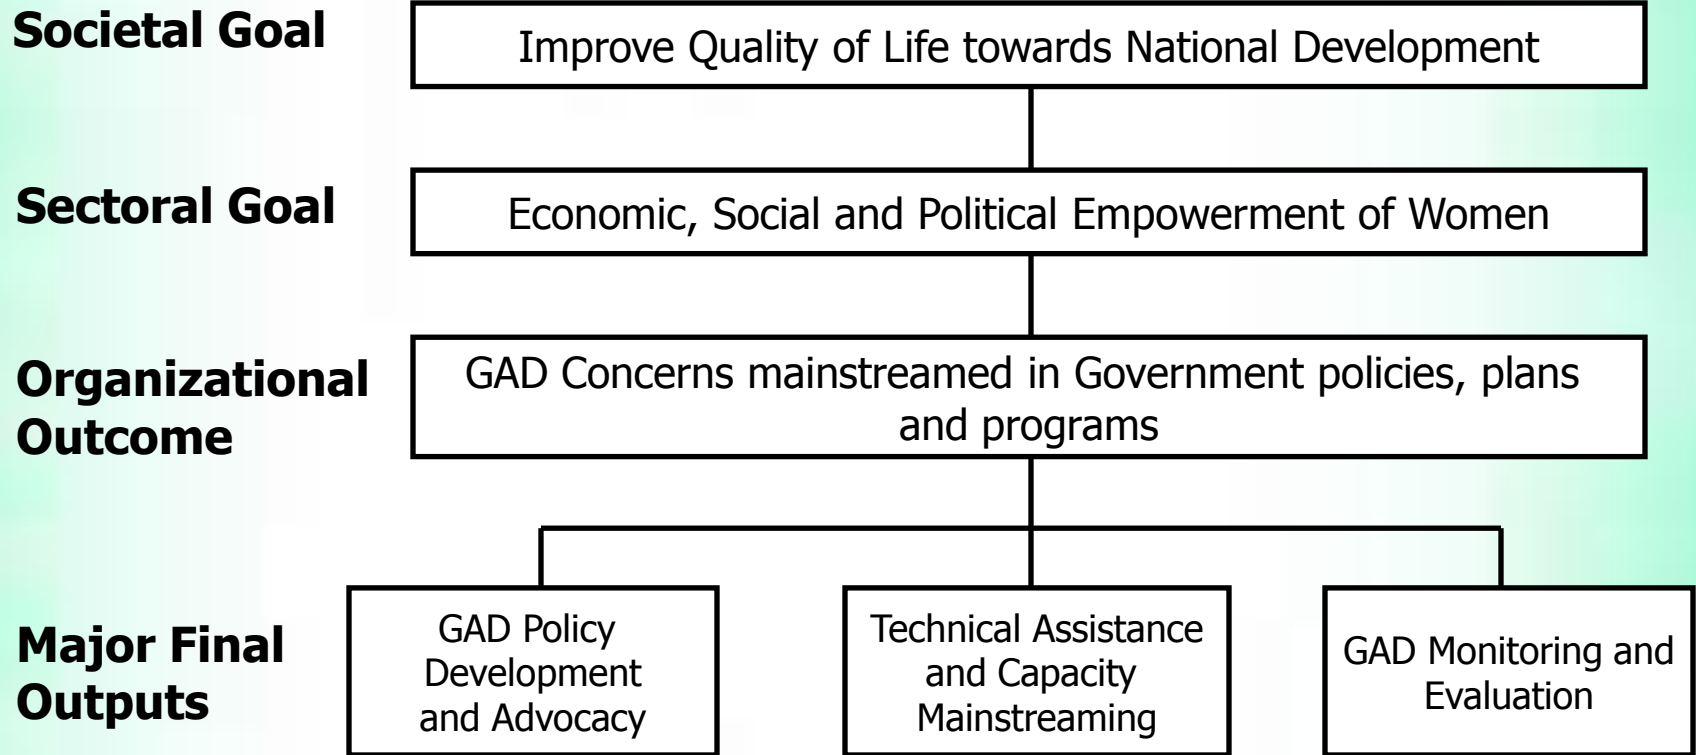 Societal Goal
Improve Quality of Life towards National Development
Sectoral Goal
Economic, Social and Political Empowerment of Women
Organizational
Outcome
GAD Concerns mainstreamed in Government policies, plans
and programs
Major Final
Outputs
GAD Policy
Development
and Advocacy
Technical Assistance
and Capacity
Mainstreaming
GAD Monitoring and
Evaluation